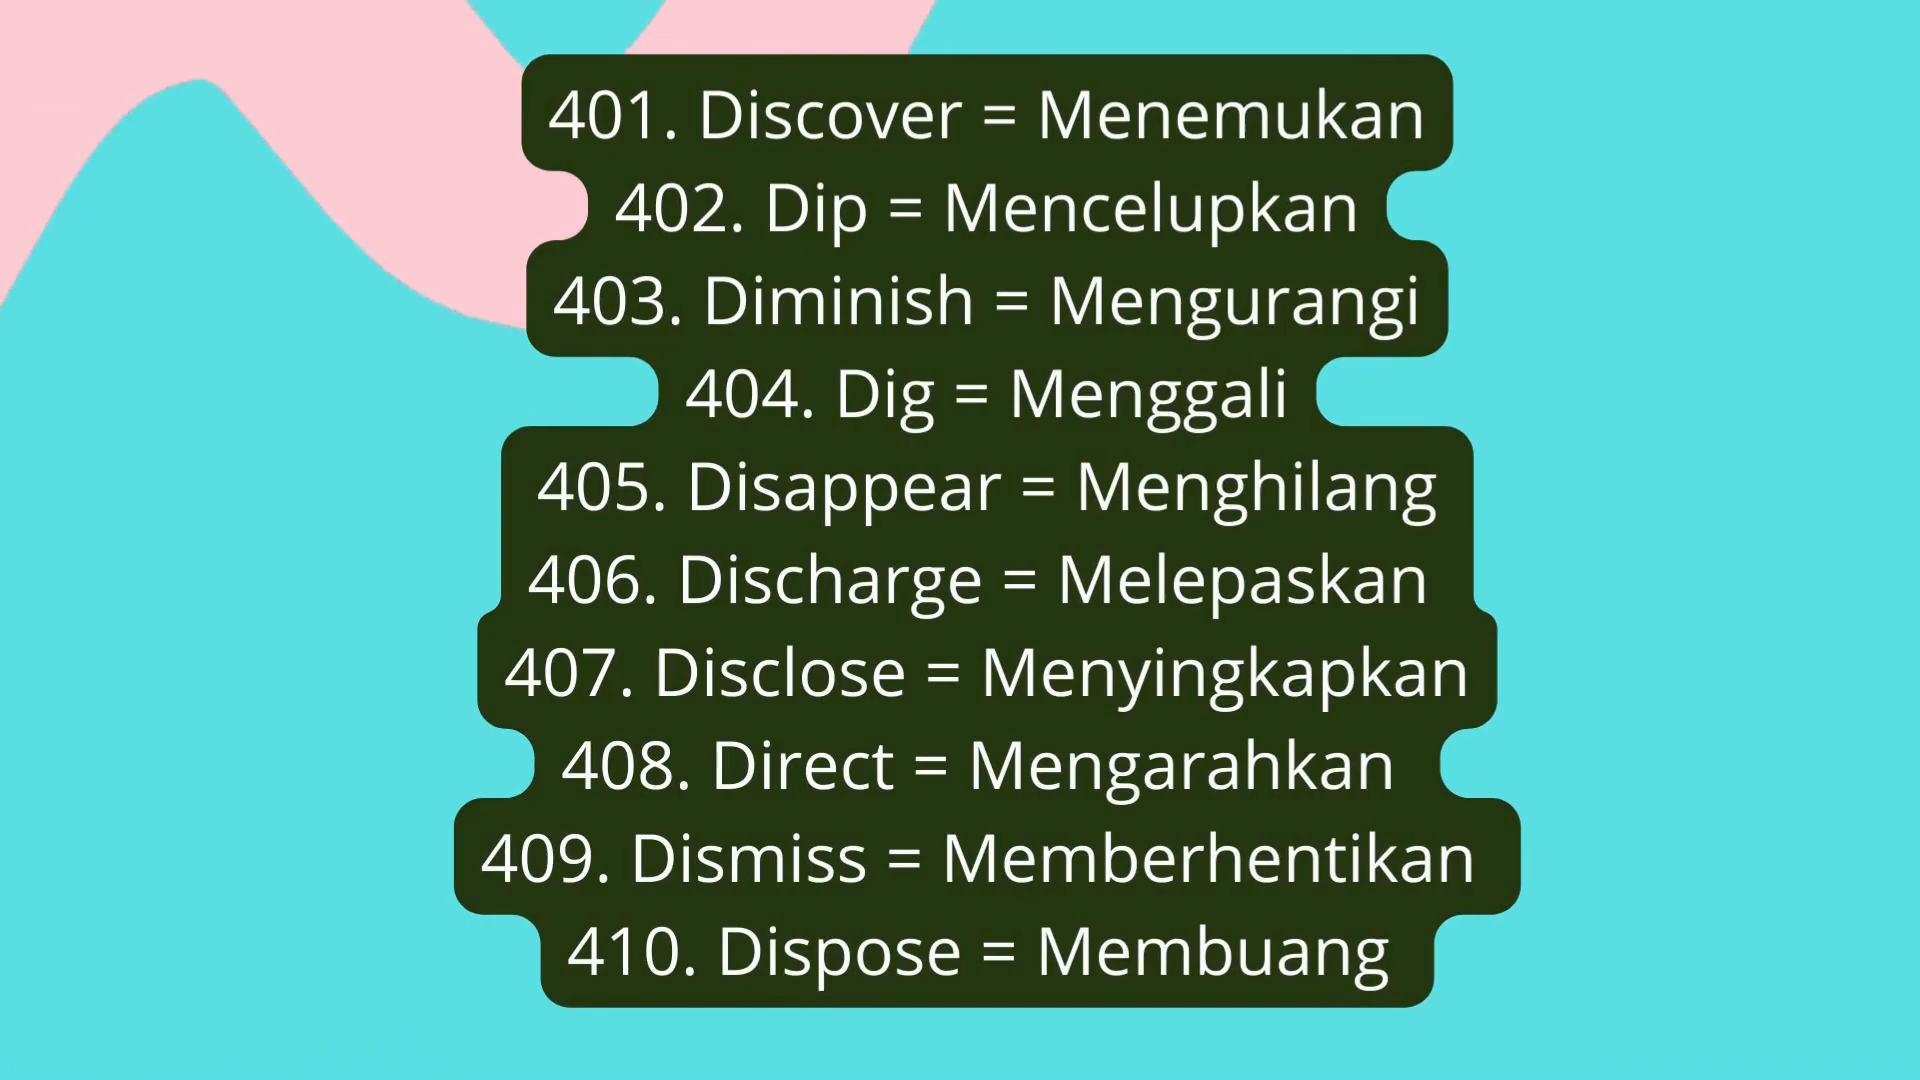 401. Discover = Menemukan
402. Dip = Mencelupkan
403. Diminish = Mengurangi
404. Dig = Menggali
405. Disappear = Menghilang
406. Discharge = Melepaskan
407. Disclose = Menyingkapkan
408. Direct = Mengarahkan
409. Dismiss = Memberhentikan
410. Dispose = Membuang